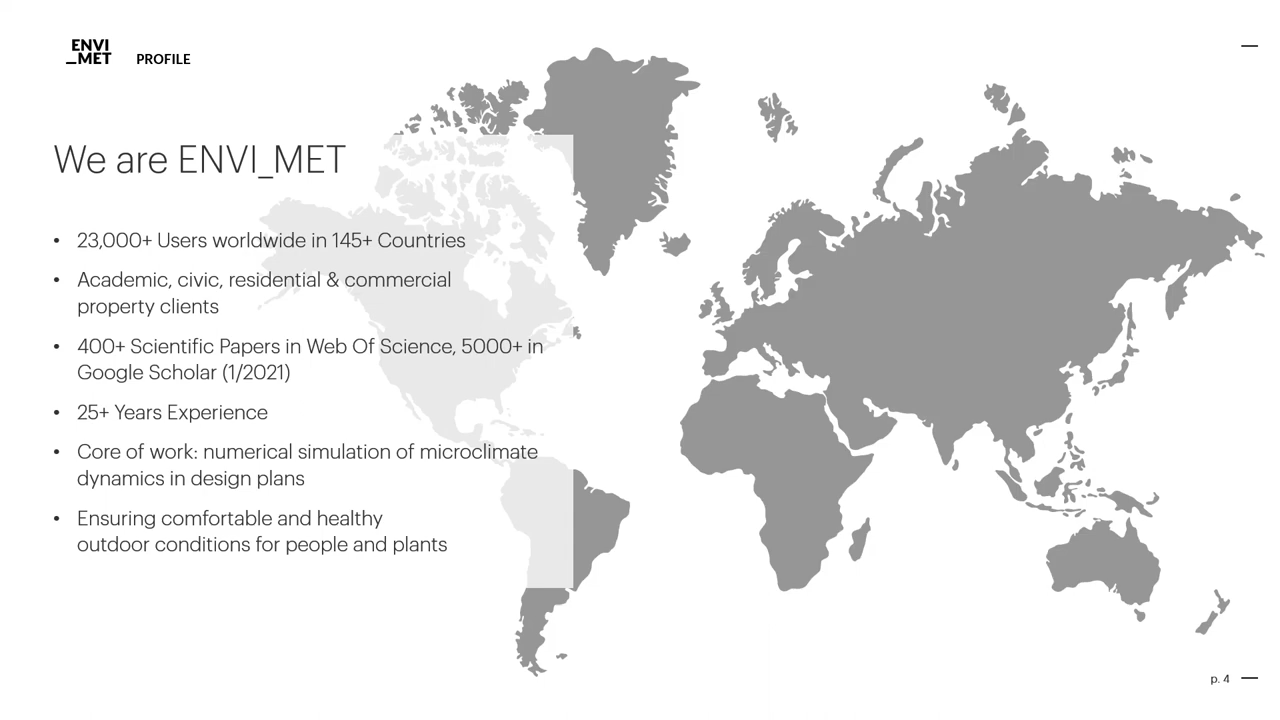 ENVI
_MET
PROFILE
We are ENVI_MET
• 23,000+ Users worldwide in 145+ Countries
• Academic, civic, residential & commercial
property clients
• 400+ Scientific Papers in Web Of Science, 5000+ in
Google Scholar (1/2021)
• 25+ Years Experience
• Core of work: numerical simulation of microclimate
dynamics in design plans
• Ensuring comfortable and healthy
outdoor conditions for people and plants
p. 4